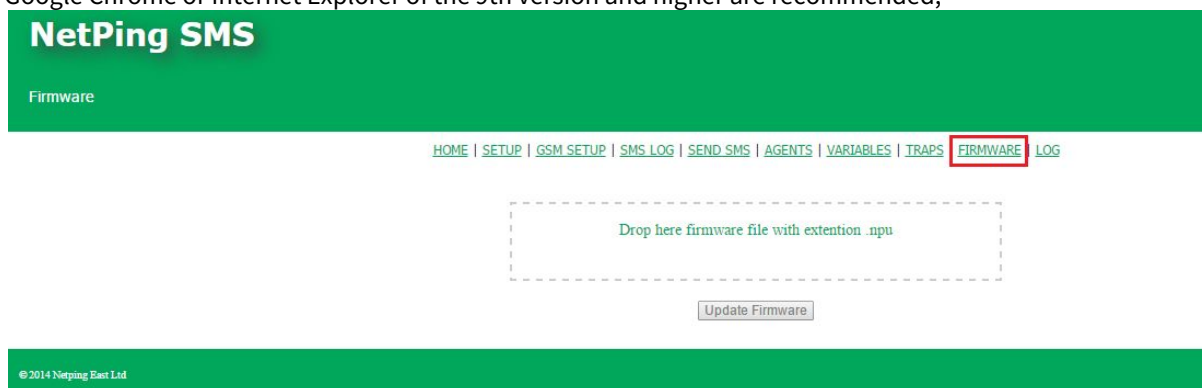 Google Chrome or Internet Explorer of the 9th version and higher are recommended;
NetPing SMS
Firmware
HOME | SETUP | GSM SETUP | SMS LOG | SEND SMS | AGENTS | VARIABLES | TRAPS | FIRMWARE | LOG
Drop here firmware file with extention .npu
Update Firmware
© 2014 Netping East Ltd